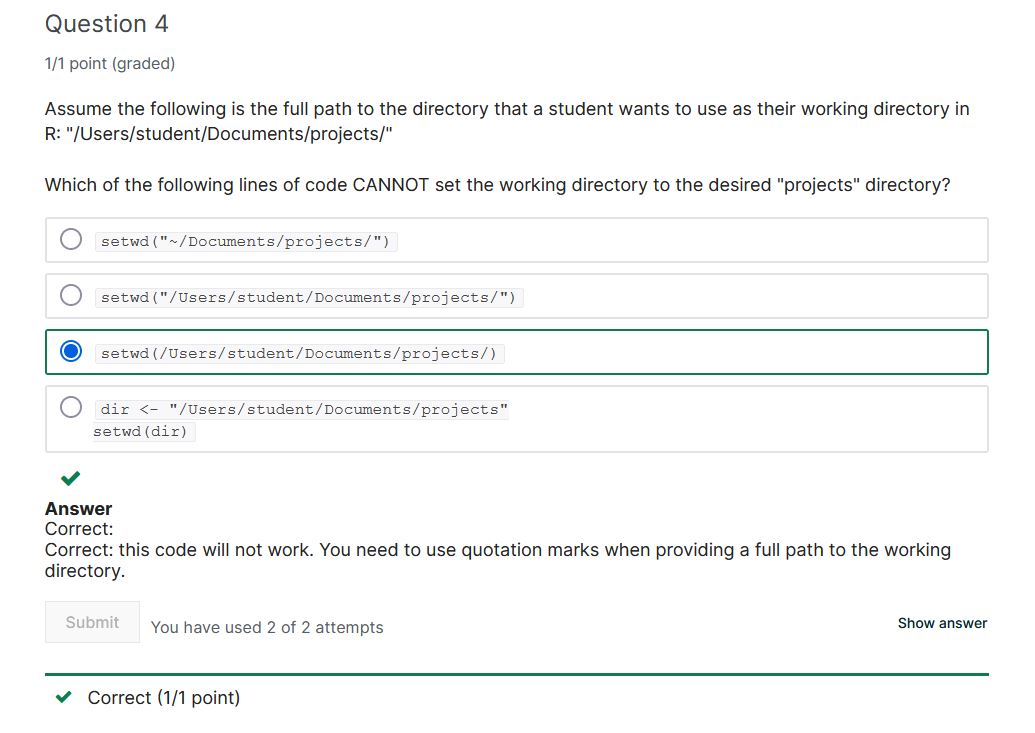 Question 4
1/1 point (graded)
Assume the following is the full path to the directory that a student wants to use as their working directory in
R: "/Users/student/Documents/projects/"
Which of the following lines of code CANNOT set the working directory to the desired "projects" directory?
setwd("~/Documents/projects/")
setwd("/Users/student/Documents/projects/")
setwd(/Users/student/Documents/projects/)
dir <- "/Users/student/Documents/projects"
setwd(dir)
Answer
Correct:
Correct: this code will not work. You need to use quotation marks when providing a full path to the working
directory.
Submit You have used 2 of 2 attempts Show answer
Correct (1/1 point)